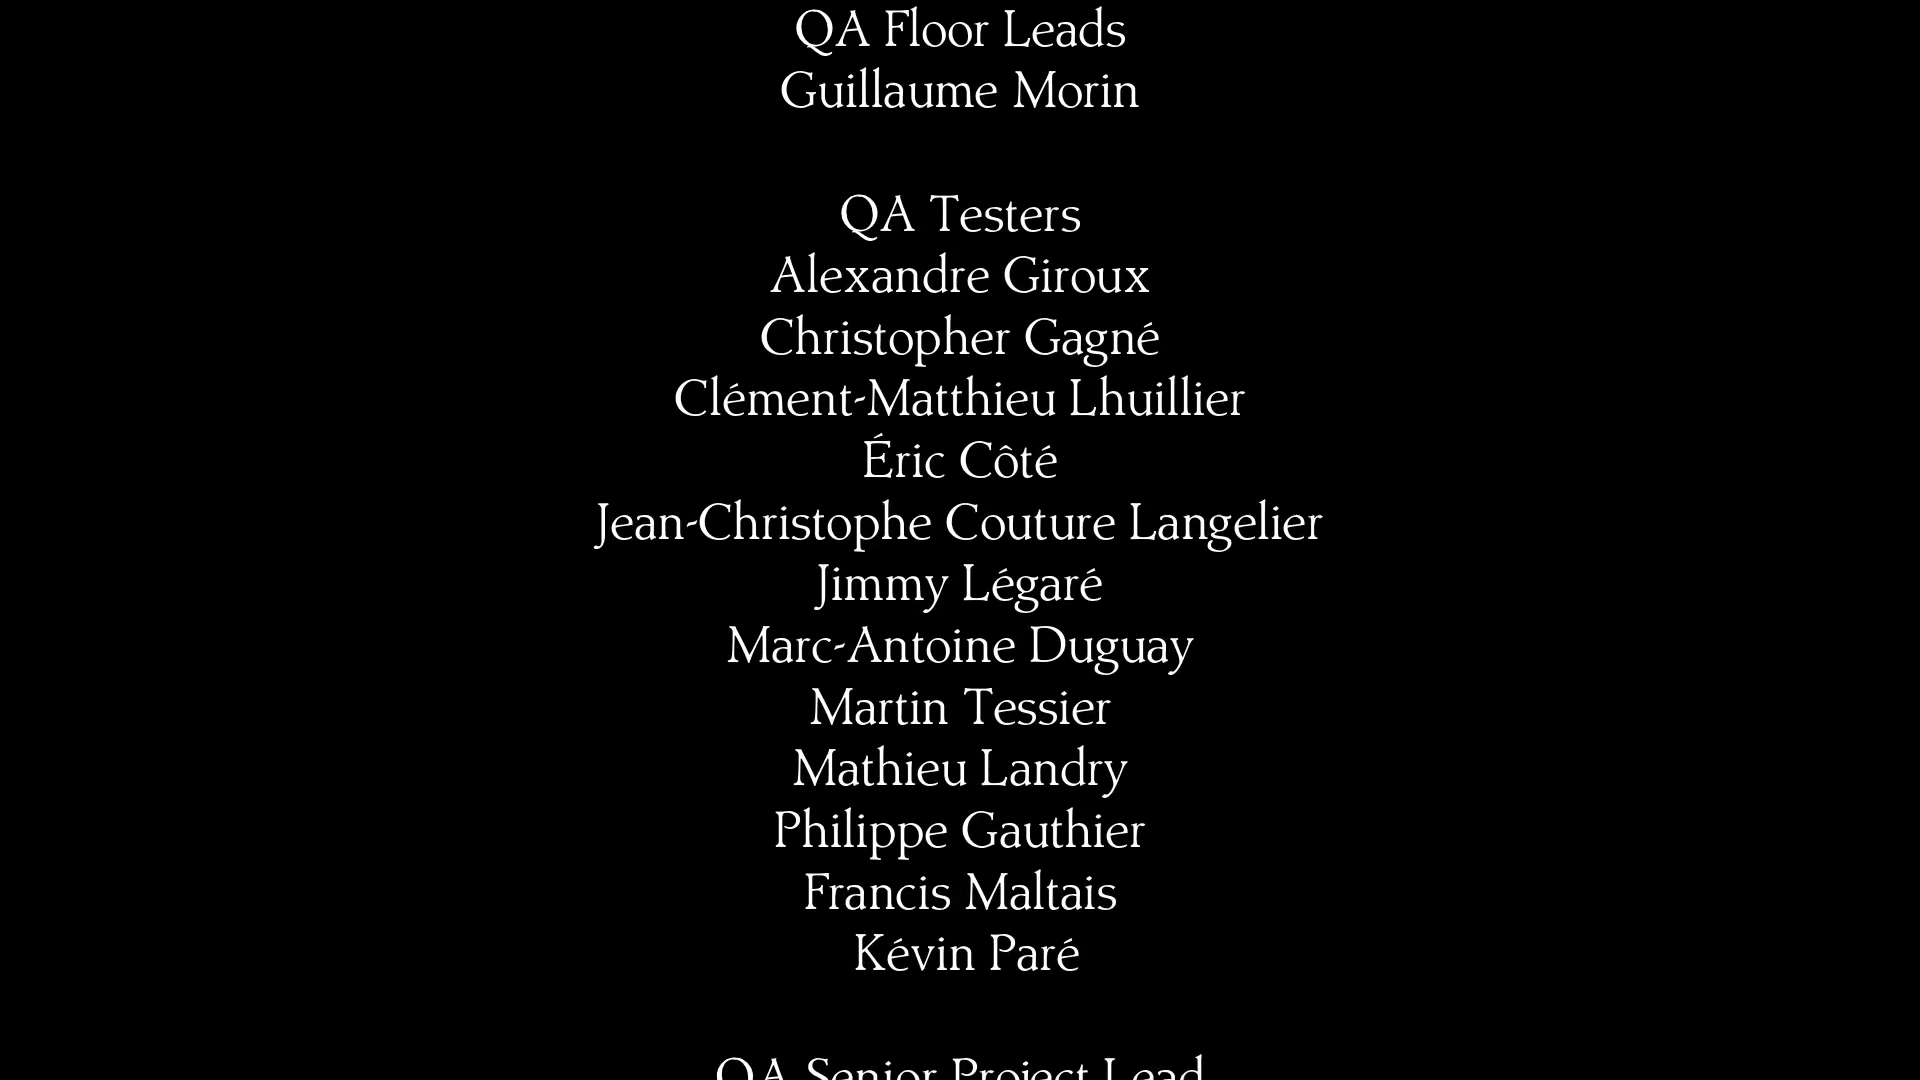 QA Floor Leads
Guillaume Morin
QA Testers
Alexandre Giroux
Christopher Gagné
Clément-Matthieu Lhuillier
Éric Côté
Jean-Christophe Couture Langelier
Jimmy Légaré
Marc-Antoine Duguay
Martin Tessier
Mathieu Landry
Philippe Gauthier
Francis Maltais
Kévin Paré
QA Senior Project Lead